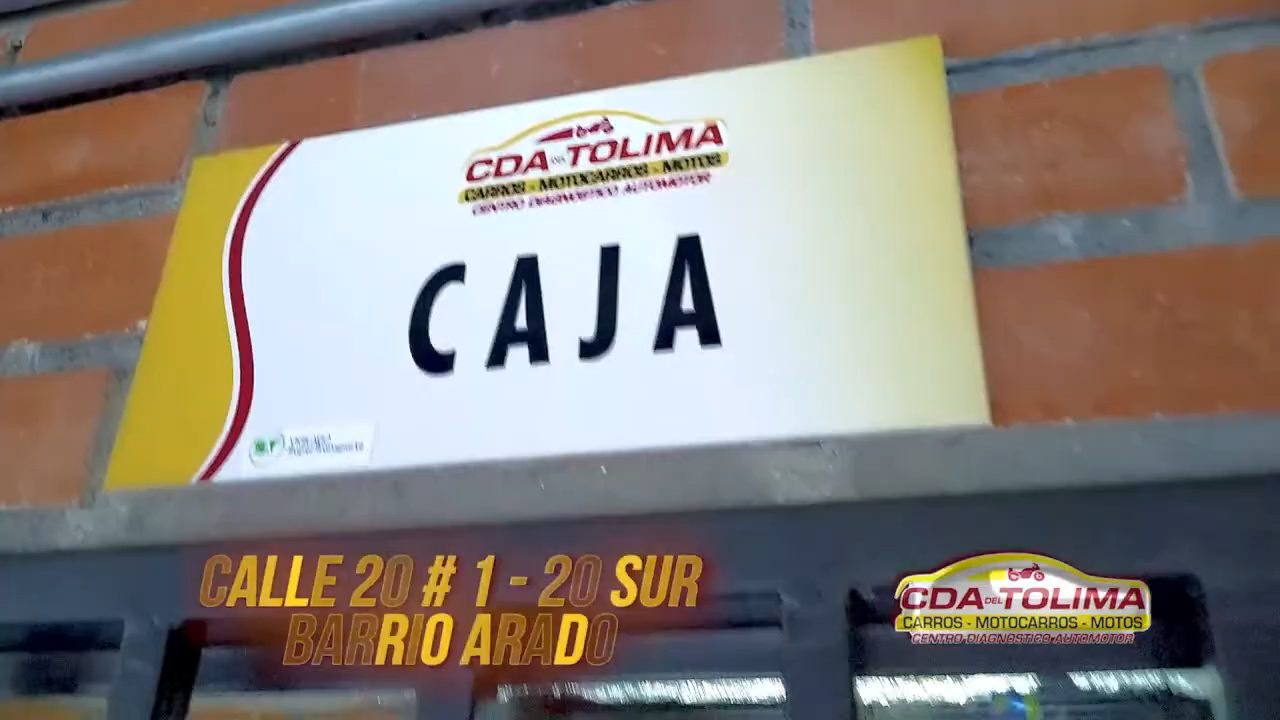 CDA DEL TOLIMA
CARROS - MOTOCARROS - MOTOS
CENTRO DIAGNOSTICO AUTOMOTOR
CAJA
CALLE 20 # 1 - 20 SUR
BARRIO ARADO
CDA DEL TOLIMA
CARROS - MOTOCARROS - MOTOS
CENTRO DIAGNOSTICO AUTOMOTOR